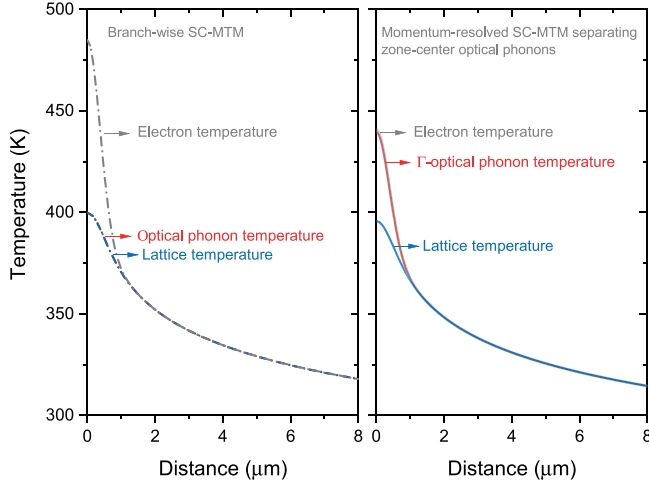 Branch-wise SC-MTM
Momentum-resolved SC-MTM separating
zone-center optical phonons
Electron temperature
Optical phonon temperature
Lattice temperature
Electron temperature
Γ-optical phonon temperature
Lattice temperature
Temperature (K)
500
450
400
350
300
0
2
4
6
8
0
2
4
6
8
Distance (μm)
Distance (μm)